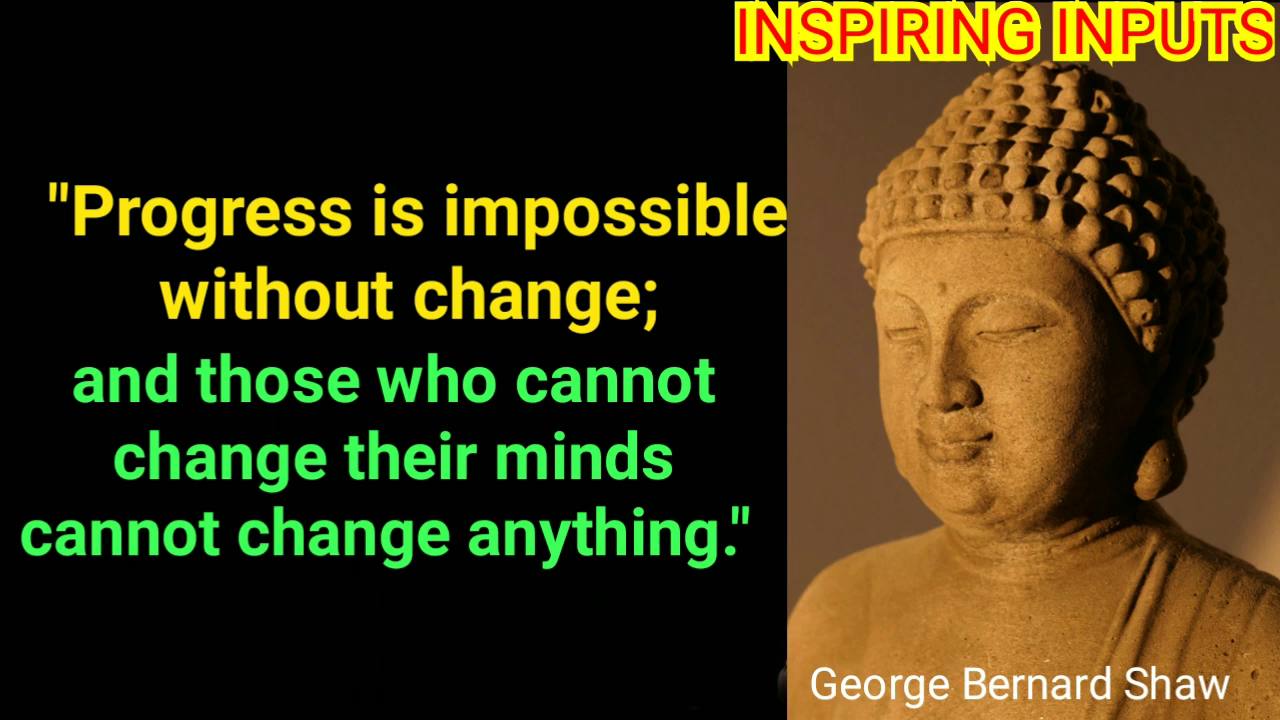 INSPIRING INPUTS
"Progress is impossible
without change;
and those who cannot
change their minds
cannot change anything."
George Bernard Shaw